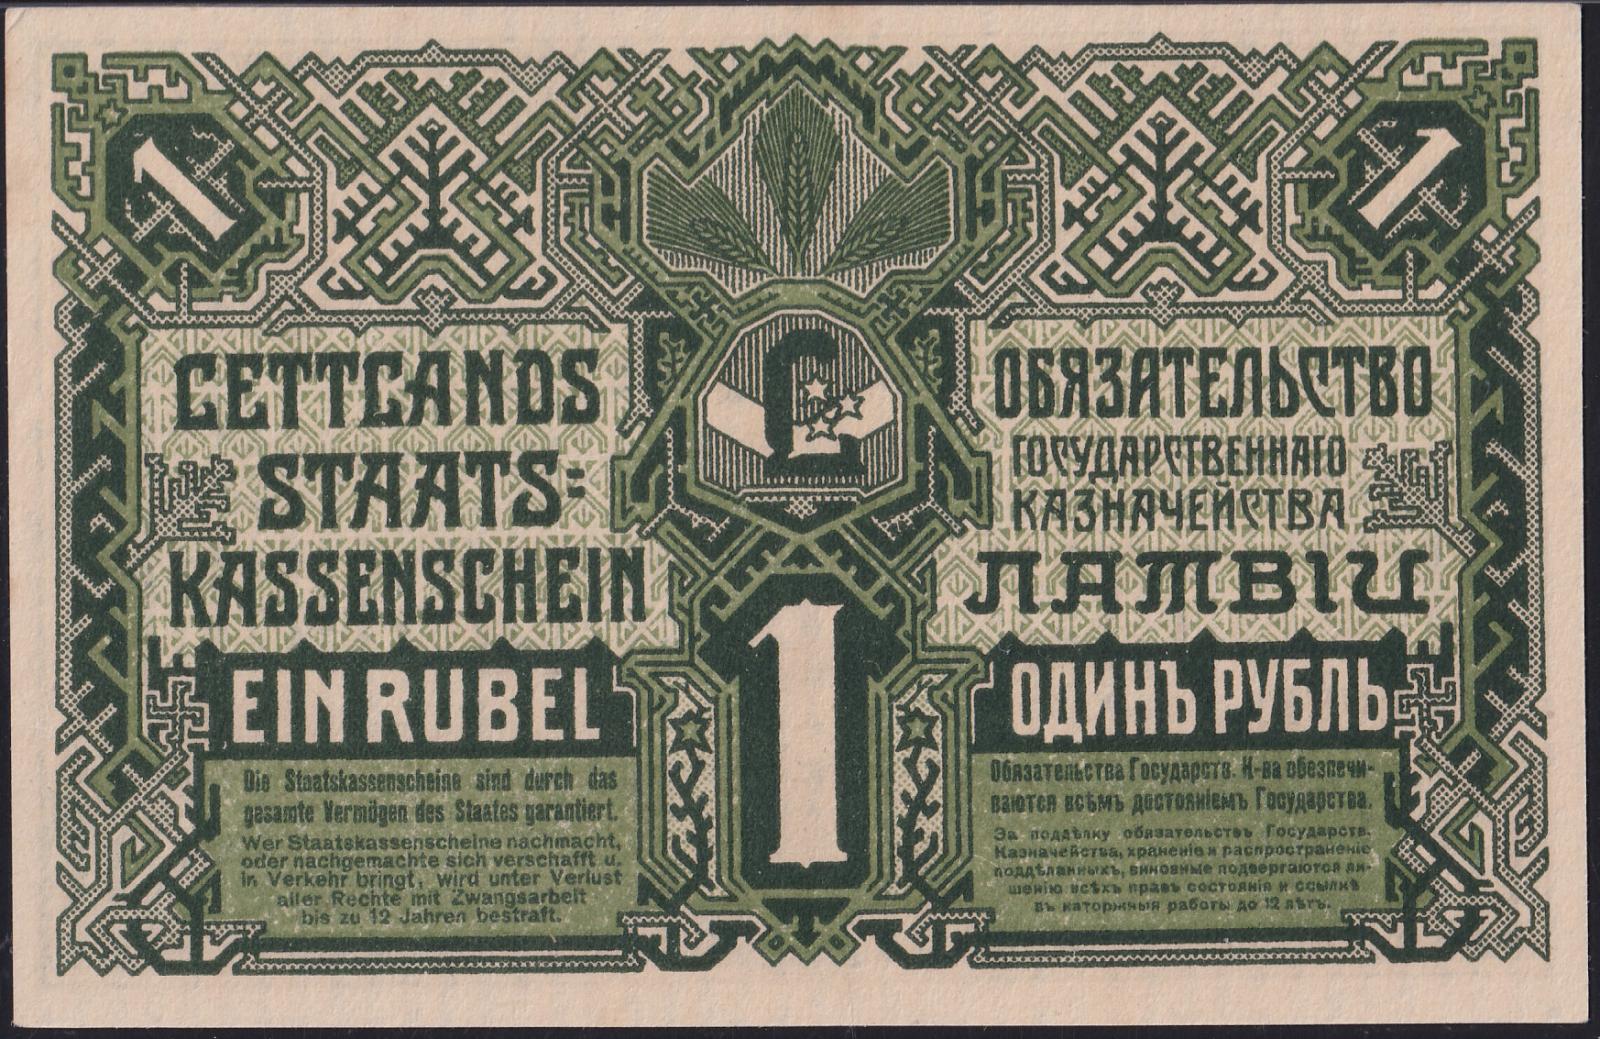 1
1
LETTLANDS
STAATS=
KASSENSCHEIN
EIN RUBEL
Die Staatskassenscheine sind durch das
gesamte Vermögen des Staates garantiert.
Wer Staatskassenscheine nachmacht,
oder nachgemachte sich verschafft u.
in Verkehr bringt, wird unter Verlust
aller Rechte mit Zwangsarbeit
bis zu 12 Jahren bestraft.
L
1
ОБЯЗАТЕЛЬСТВО
ГОСУДАРСТВЕННАГО
КАЗНАЧЕЙСТВА
ЛАТВІИ
ОДИНЪ РУБЛЬ
Обязательства Государств. К-ва обезпечи-
ваются всѣмъ достояніемъ Государства.
За поддѣлку обязательствъ Государств.
Казначейства, храненіе и распространеніе
поддѣланныхъ, виновные подвергаются ли-
шенію всѣхъ правъ состоянія и ссылкѣ
въ каторжныя работы до 12 лѣтъ.